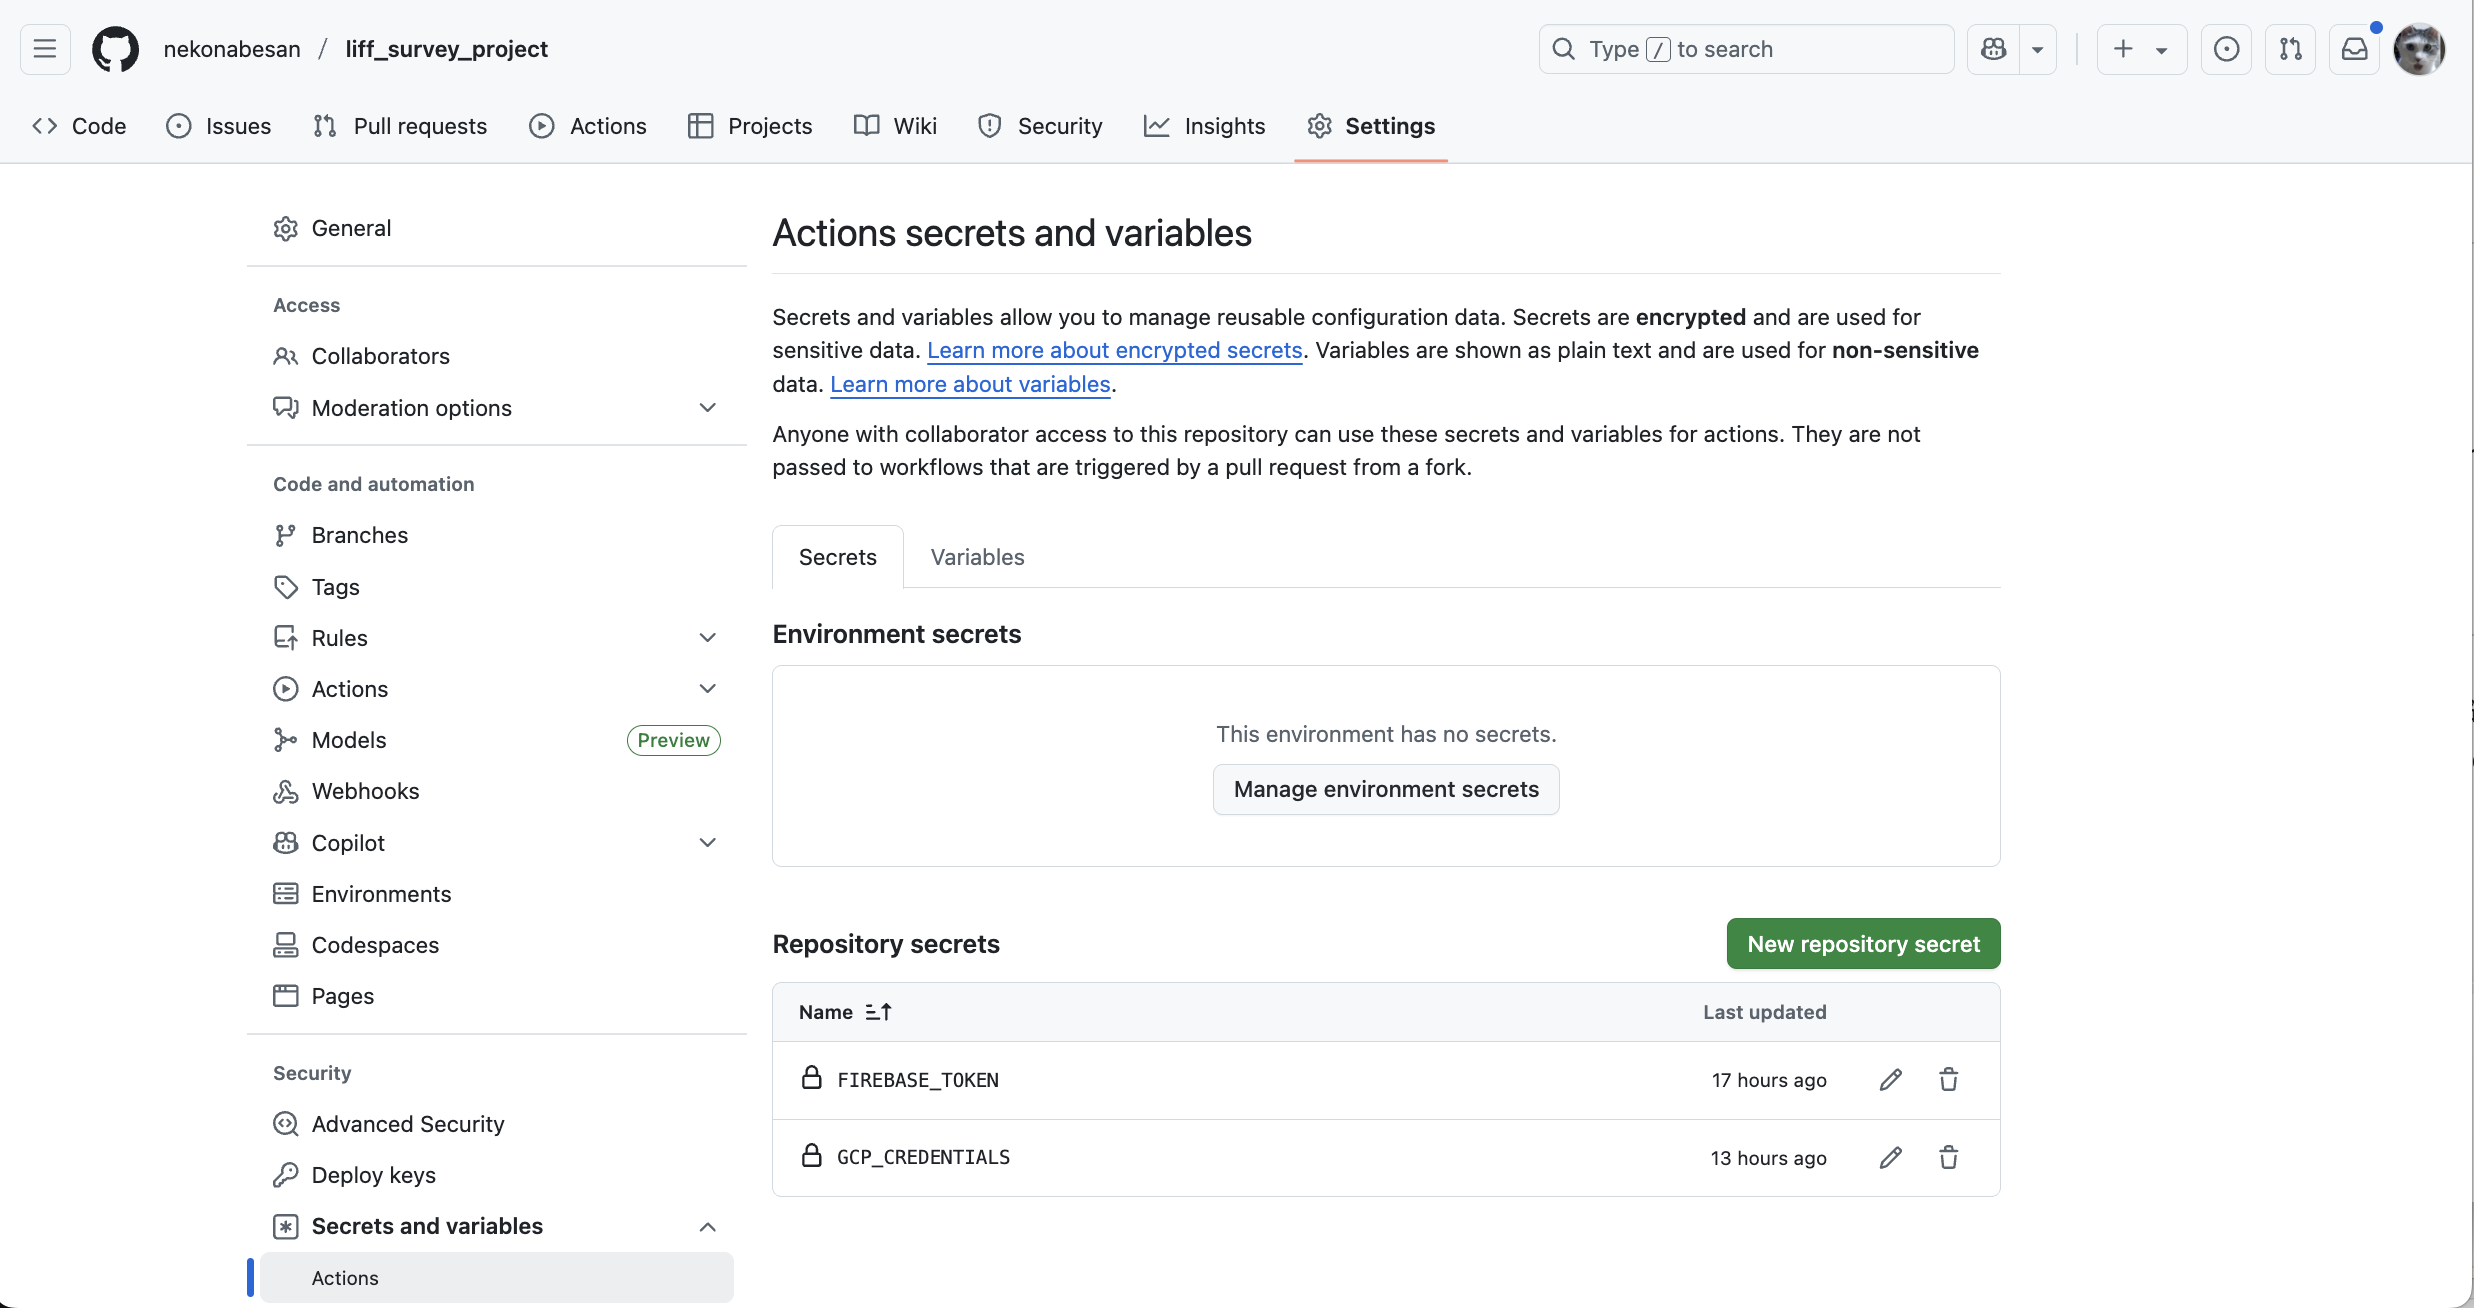 nekonabesan / liff_survey_project
Type / to search
Code Issues Pull requests Actions Projects Wiki Security Insights Settings
General
Access
Collaborators
Moderation options
Code and automation
Branches
Tags
Rules
Actions
Models Preview
Webhooks
Copilot
Environments
Codespaces
Pages
Security
Advanced Security
Deploy keys
Secrets and variables
Actions
Actions secrets and variables
Secrets and variables allow you to manage reusable configuration data. Secrets are encrypted and are used for
sensitive data. Learn more about encrypted secrets. Variables are shown as plain text and are used for non-sensitive
data. Learn more about variables.
Anyone with collaborator access to this repository can use these secrets and variables for actions. They are not
passed to workflows that are triggered by a pull request from a fork.
Secrets Variables
Environment secrets
This environment has no secrets.
Manage environment secrets
Repository secrets New repository secret
Name Last updated
FIREBASE_TOKEN 17 hours ago
GCP_CREDENTIALS 13 hours ago